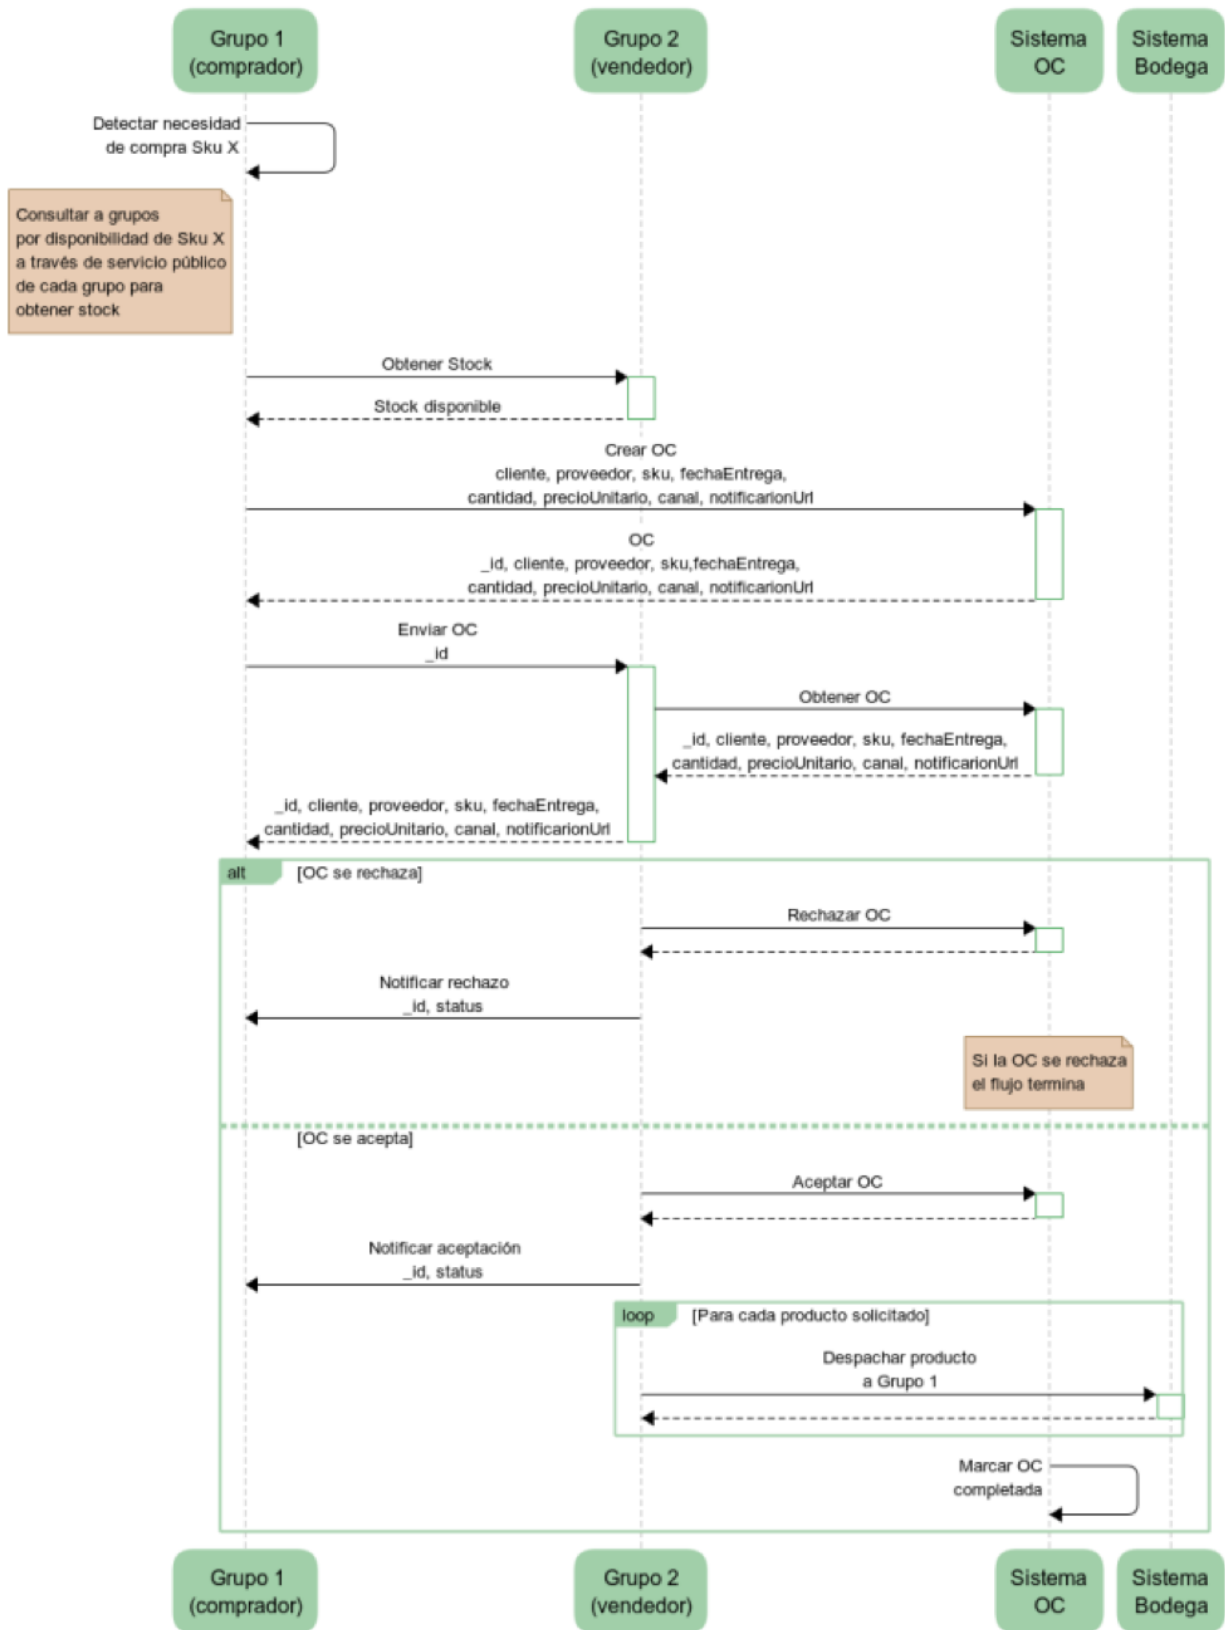 Grupo 1
(comprador)
Grupo 2
(vendedor)
Sistema
OC
Sistema
Bodega
Detectar necesidad
de compra Sku X
Consultar a grupos
por disponibilidad de Sku X
a través de servicio público
de cada grupo para
obtener stock
Obtener Stock
Stock disponible
Crear OC
cliente, proveedor, sku, fechaEntrega,
cantidad, precioUnitario, canal, notificarionUrl
OC
_id, cliente, proveedor, sku,fechaEntrega,
cantidad, precioUnitario, canal, notificarionUrl
Enviar OC
_id
Obtener OC
_id, cliente, proveedor, sku, fechaEntrega,
cantidad, precioUnitario, canal, notificarionUrl
_id, cliente, proveedor, sku, fechaEntrega,
cantidad, precioUnitario, canal, notificarionUrl
alt
[OC se rechaza]
Rechazar OC
Notificar rechazo
_id, status
Si la OC se rechaza
el flujo termina
[OC se acepta]
Aceptar OC
Notificar aceptación
_id, status
loop
[Para cada producto solicitado]
Despachar producto
a Grupo 1
Marcar OC
completada
Grupo 1
(comprador)
Grupo 2
(vendedor)
Sistema
OC
Sistema
Bodega